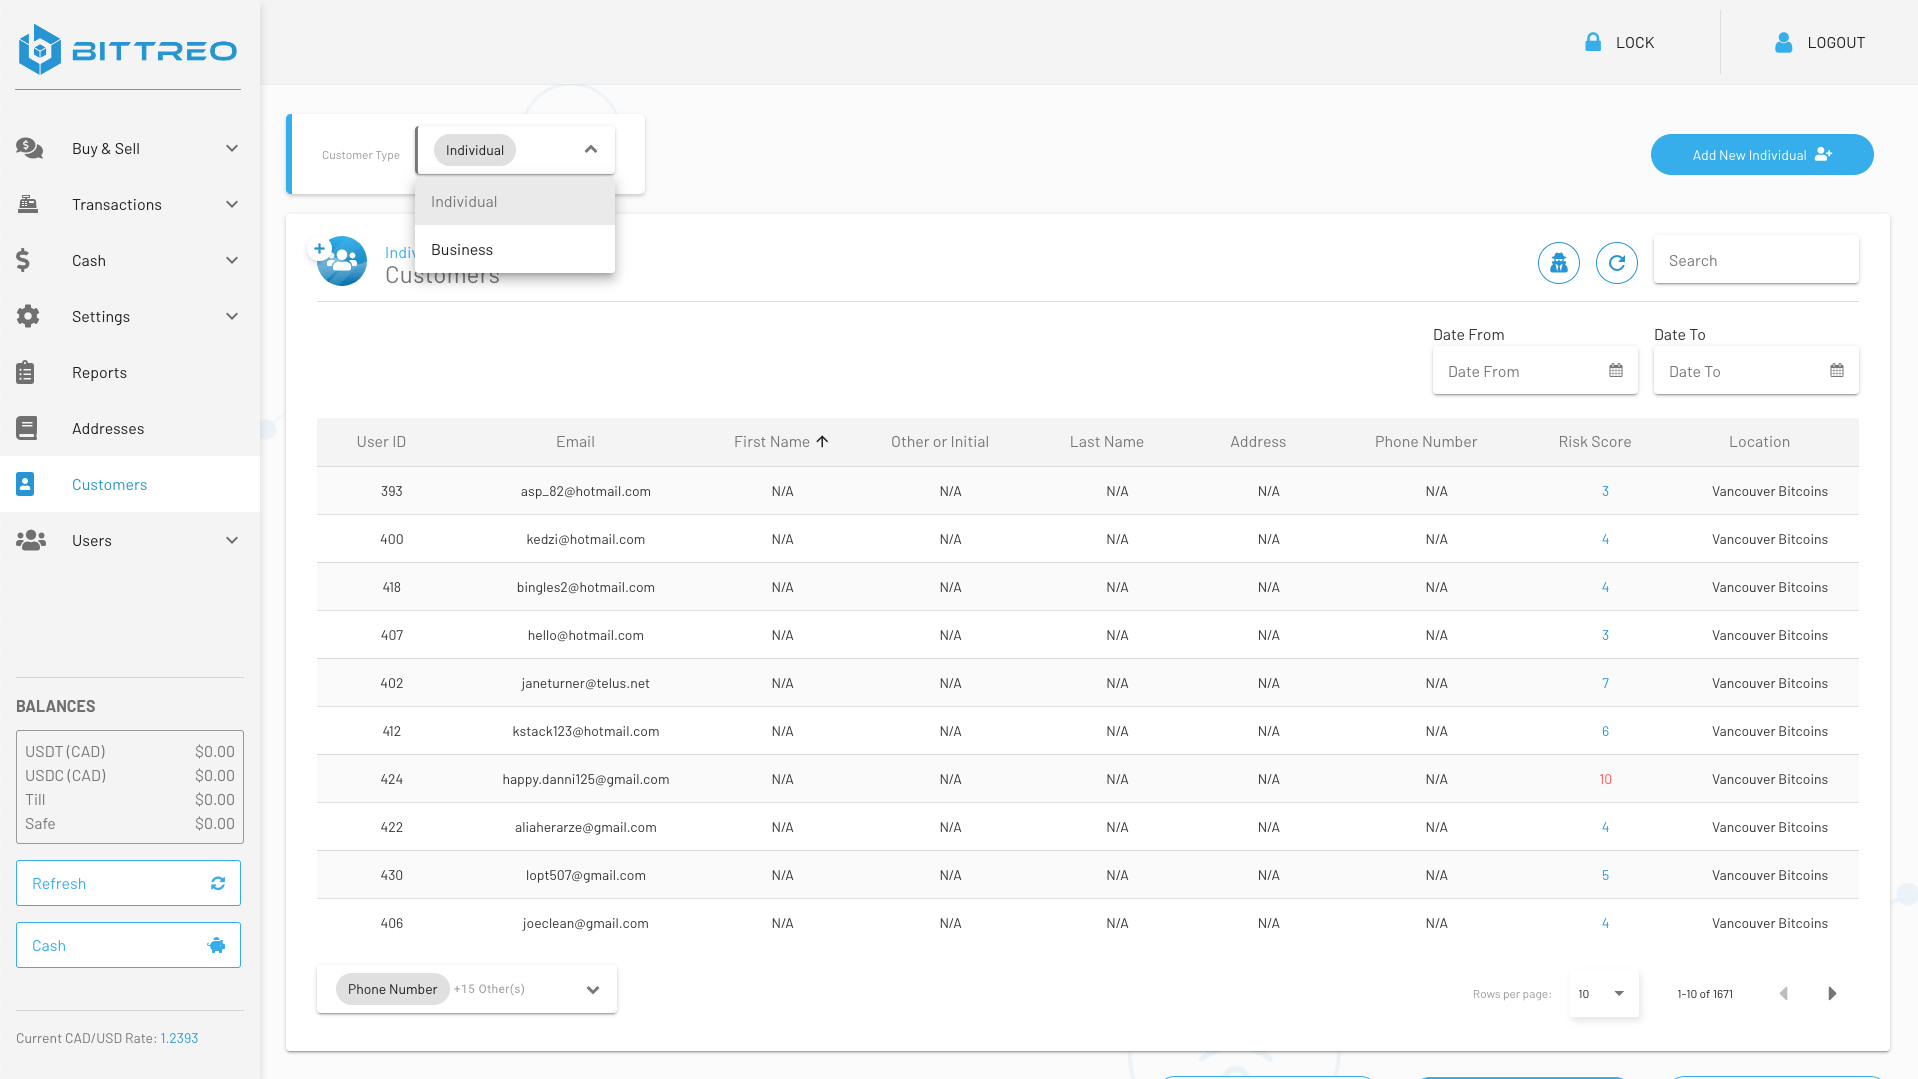 BITTREO
LOCK
LOGOUT
Buy & Sell
Transactions
Cash
Settings
Reports
Addresses
Customers
Users
BALANCES
USDT (CAD) $0.00
USDC (CAD) $0.00
Till $0.00
Safe $0.00
Refresh
Cash
Current CAD/USD Rate: 1.2393
Customer Type Individual
Individual
Business
Add New Individual
Customers
Search
Date From Date To
Date From Date To
User ID Email First Name Other or Initial Last Name Address Phone Number Risk Score Location
393 asp_82@hotmail.com N/A N/A N/A N/A N/A 3 Vancouver Bitcoins
400 kedzi@hotmail.com N/A N/A N/A N/A N/A 4 Vancouver Bitcoins
418 bingles2@hotmail.com N/A N/A N/A N/A N/A 4 Vancouver Bitcoins
407 hello@hotmail.com N/A N/A N/A N/A N/A 3 Vancouver Bitcoins
402 janeturner@telus.net N/A N/A N/A N/A N/A 7 Vancouver Bitcoins
412 kstack123@hotmail.com N/A N/A N/A N/A N/A 6 Vancouver Bitcoins
424 happy.danni125@gmail.com N/A N/A N/A N/A N/A 10 Vancouver Bitcoins
422 aliaherarze@gmail.com N/A N/A N/A N/A N/A 4 Vancouver Bitcoins
430 lopt507@gmail.com N/A N/A N/A N/A N/A 5 Vancouver Bitcoins
406 joeclean@gmail.com N/A N/A N/A N/A N/A 4 Vancouver Bitcoins
Phone Number +15 Other(s)
Rows per page: 10 1-10 of 1671